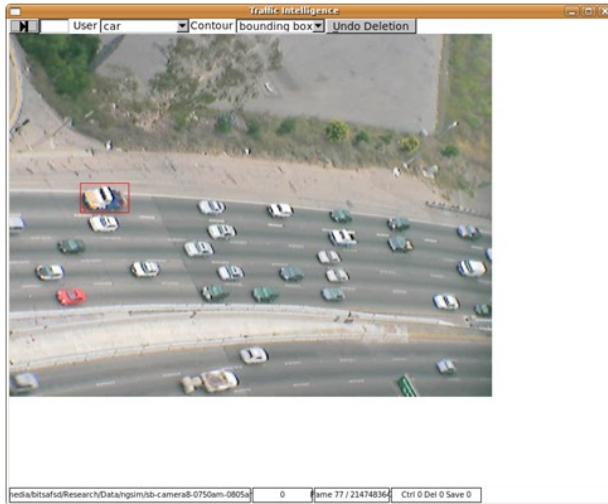 Traffic Intelligence
User car Contour bounding box Undo Deletion
nedia/bitsafsd/Research/Data/ngsim/sb-camera8-0750am-0805a 0 ame 77 / 214748364 Ctrl 0 Del 0 Save 0